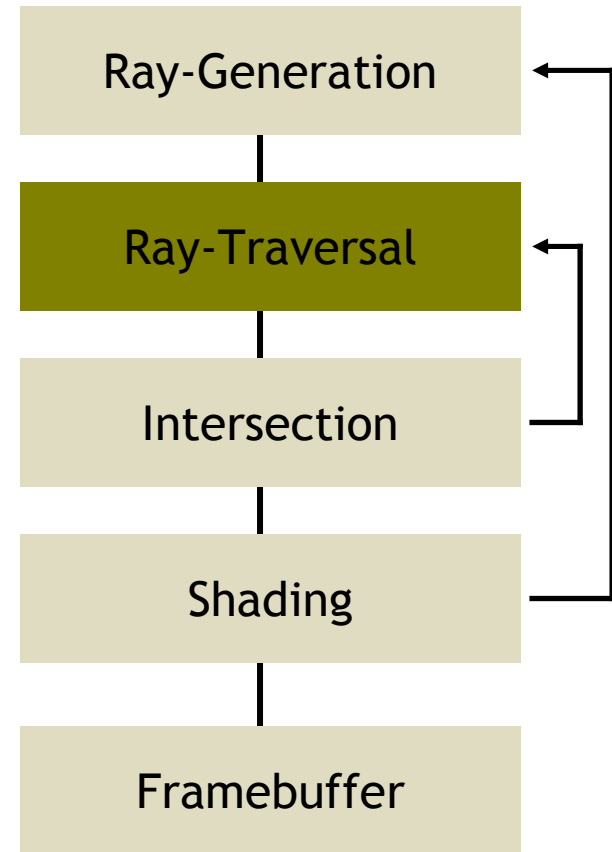 Ray-Generation
Ray-Traversal
Intersection
Shading
Framebuffer